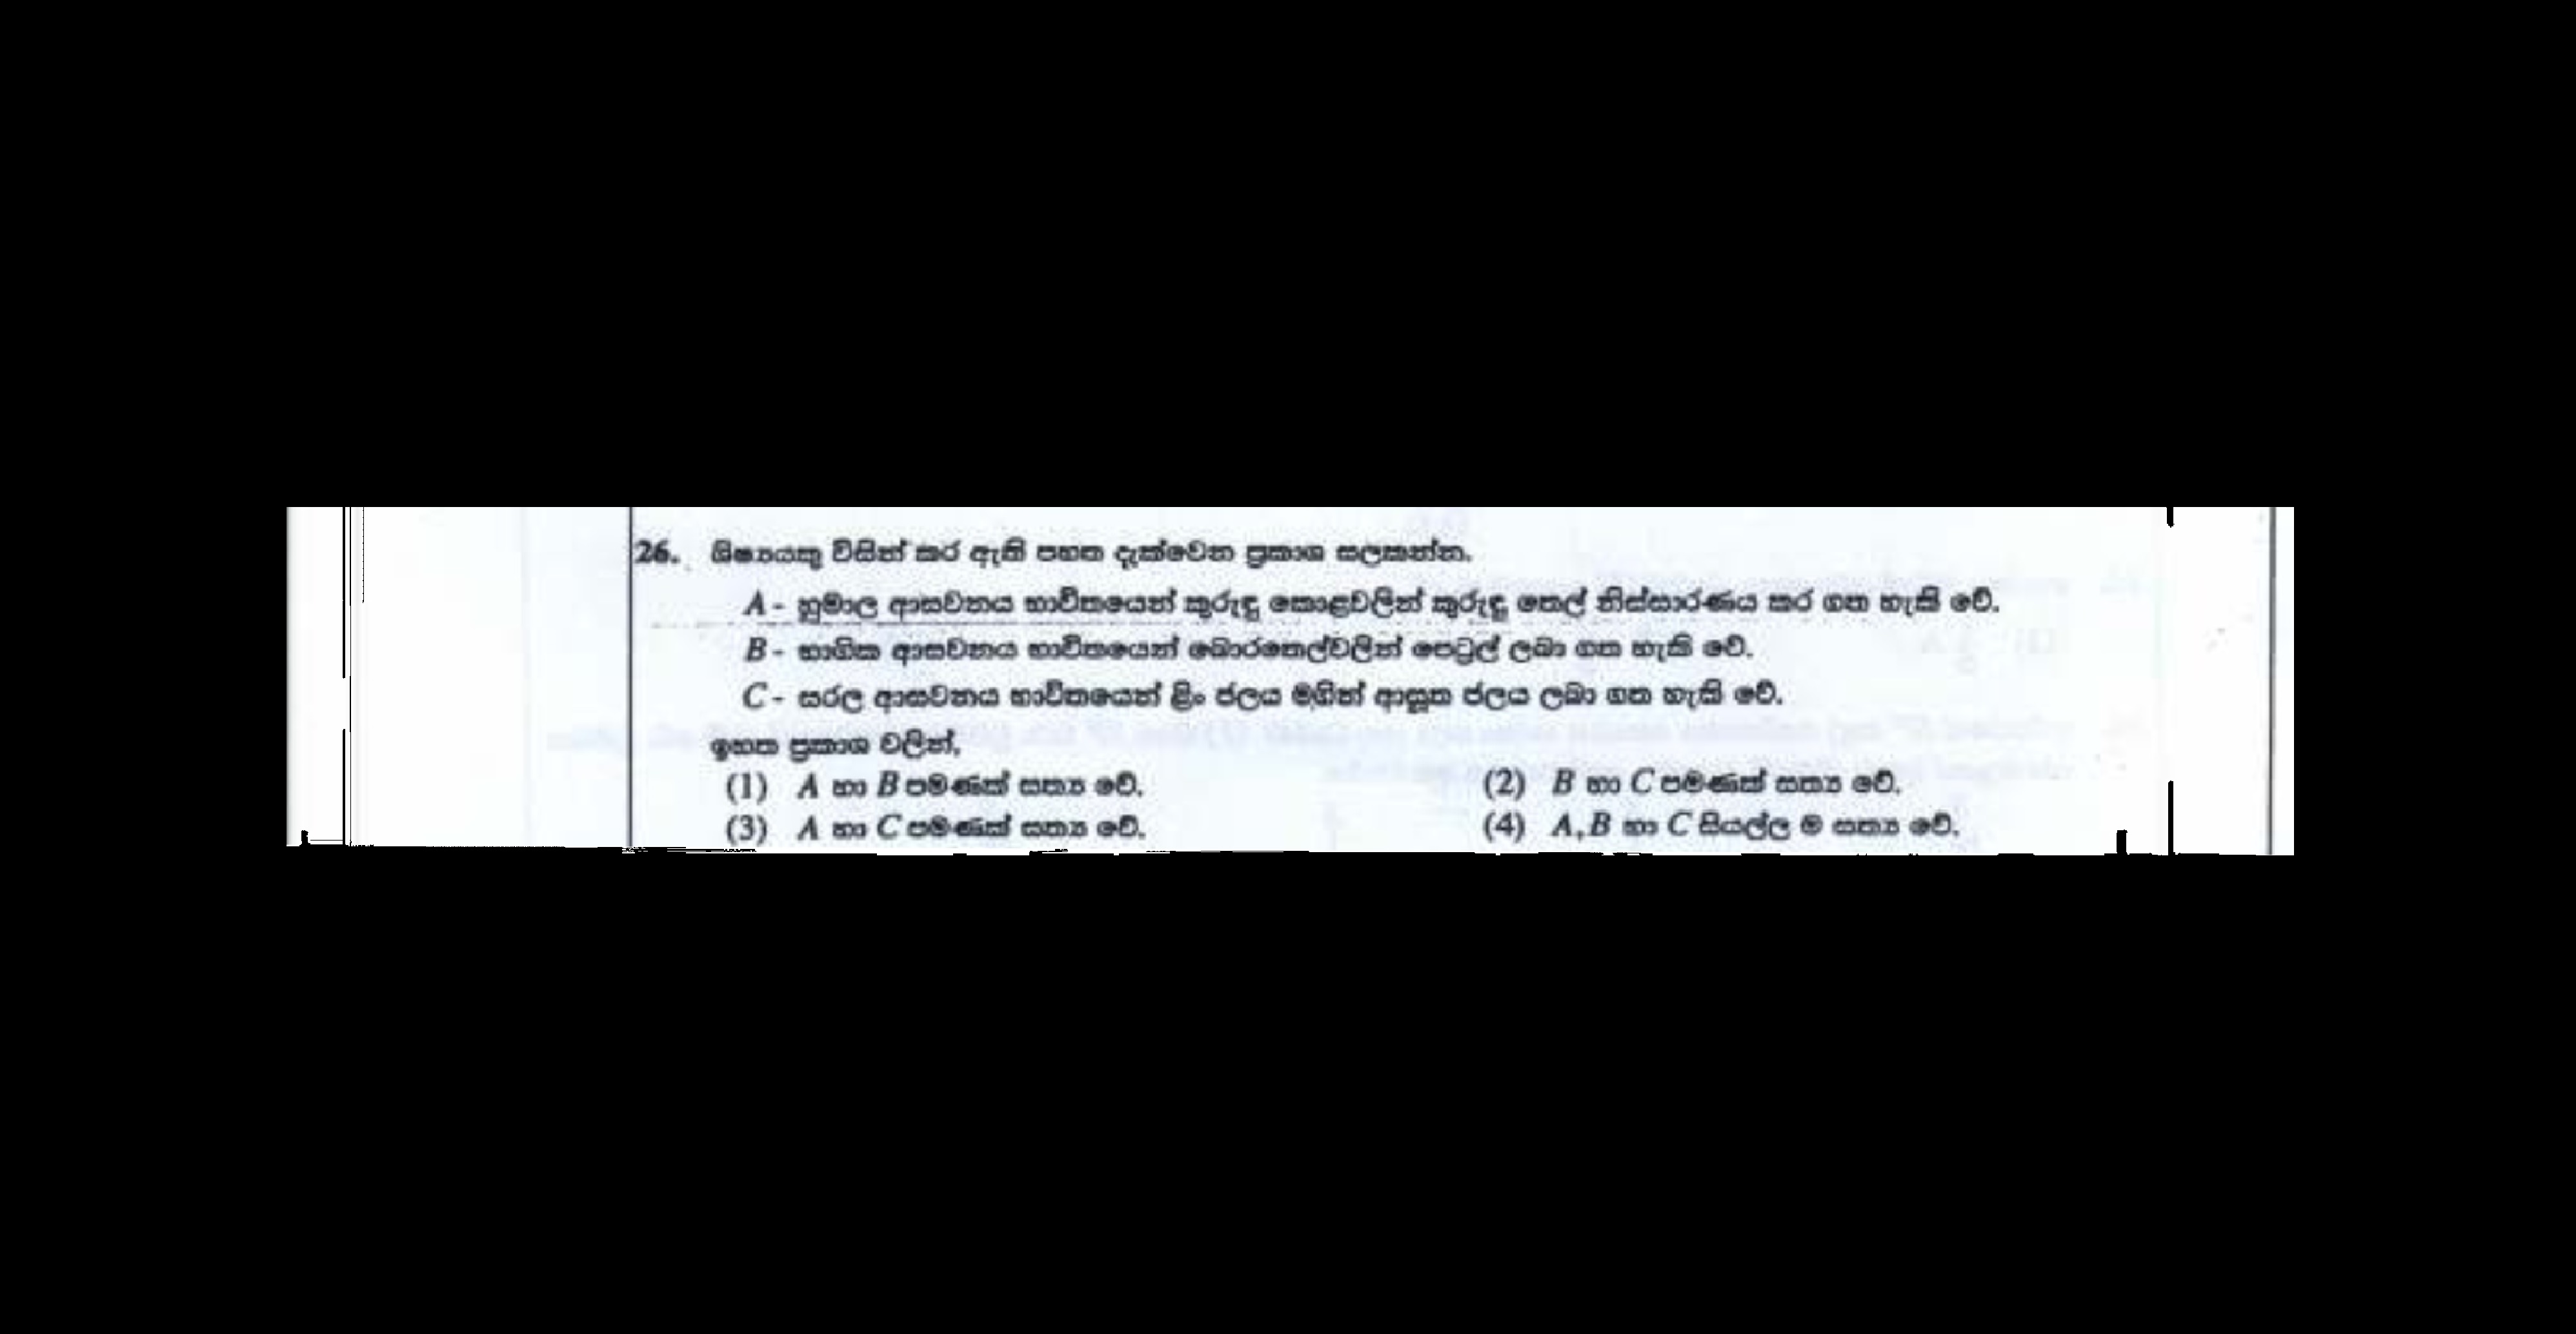 26. ශිෂ්‍යයකු විසින් කර ඇති පහත දැක්වෙන ප්‍රකාශ සලකන්න.
A - හුමාල ආසවනය භාවිතයෙන් කුරුඳු කොළවලින් කුරුඳු තෙල් නිස්සාරණය කර ගත හැකි වේ.
B - භාගික ආසවනය භාවිතයෙන් බොරතෙල්වලින් පෙට්‍රල් ලබා ගත හැකි වේ.
C - සරල ආසවනය භාවිතයෙන් ළිං ජලය මගින් ආසූත ජලය ලබා ගත හැකි වේ.
ඉහත ප්‍රකාශ වලින්,
(1) A හා B පමණක් සත්‍ය වේ. (2) B හා C පමණක් සත්‍ය වේ.
(3) A හා C පමණක් සත්‍ය වේ. (4) A, B හා C සියල්ල ම සත්‍ය වේ.